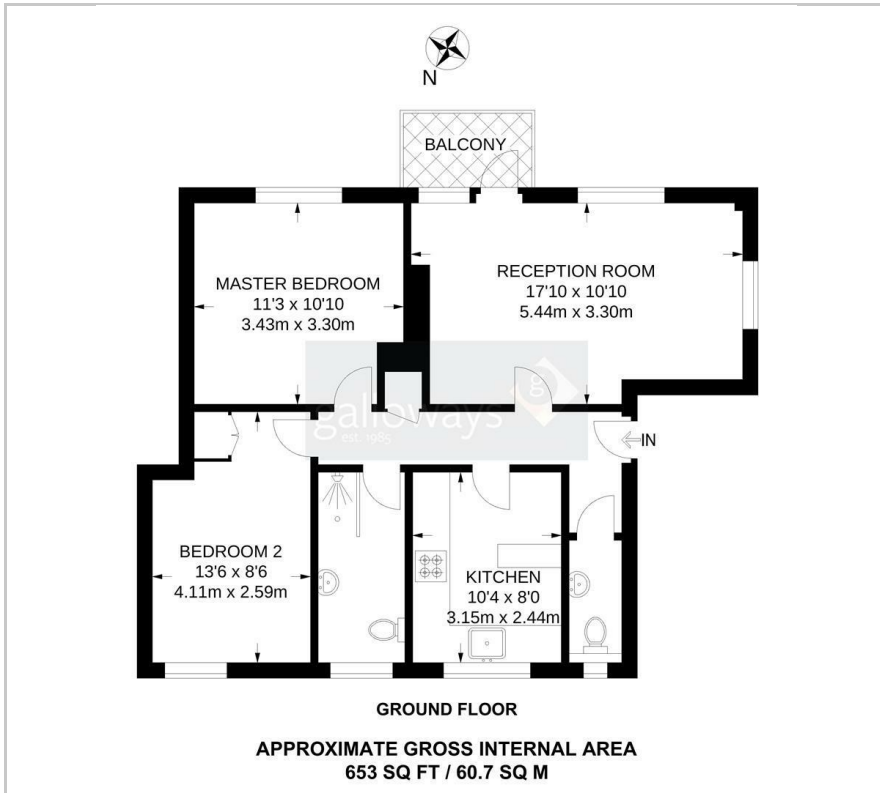 N
BALCONY
MASTER BEDROOM
11'3 x 10'10
3.43m x 3.30m
RECEPTION ROOM
17'10 x 10'10
5.44m x 3.30m
galloways
est. 1985
g
IN
BEDROOM 2
13'6 x 8'6
4.11m x 2.59m
KITCHEN
10'4 x 8'0
3.15m x 2.44m
GROUND FLOOR
APPROXIMATE GROSS INTERNAL AREA
653 SQ FT / 60.7 SQ M